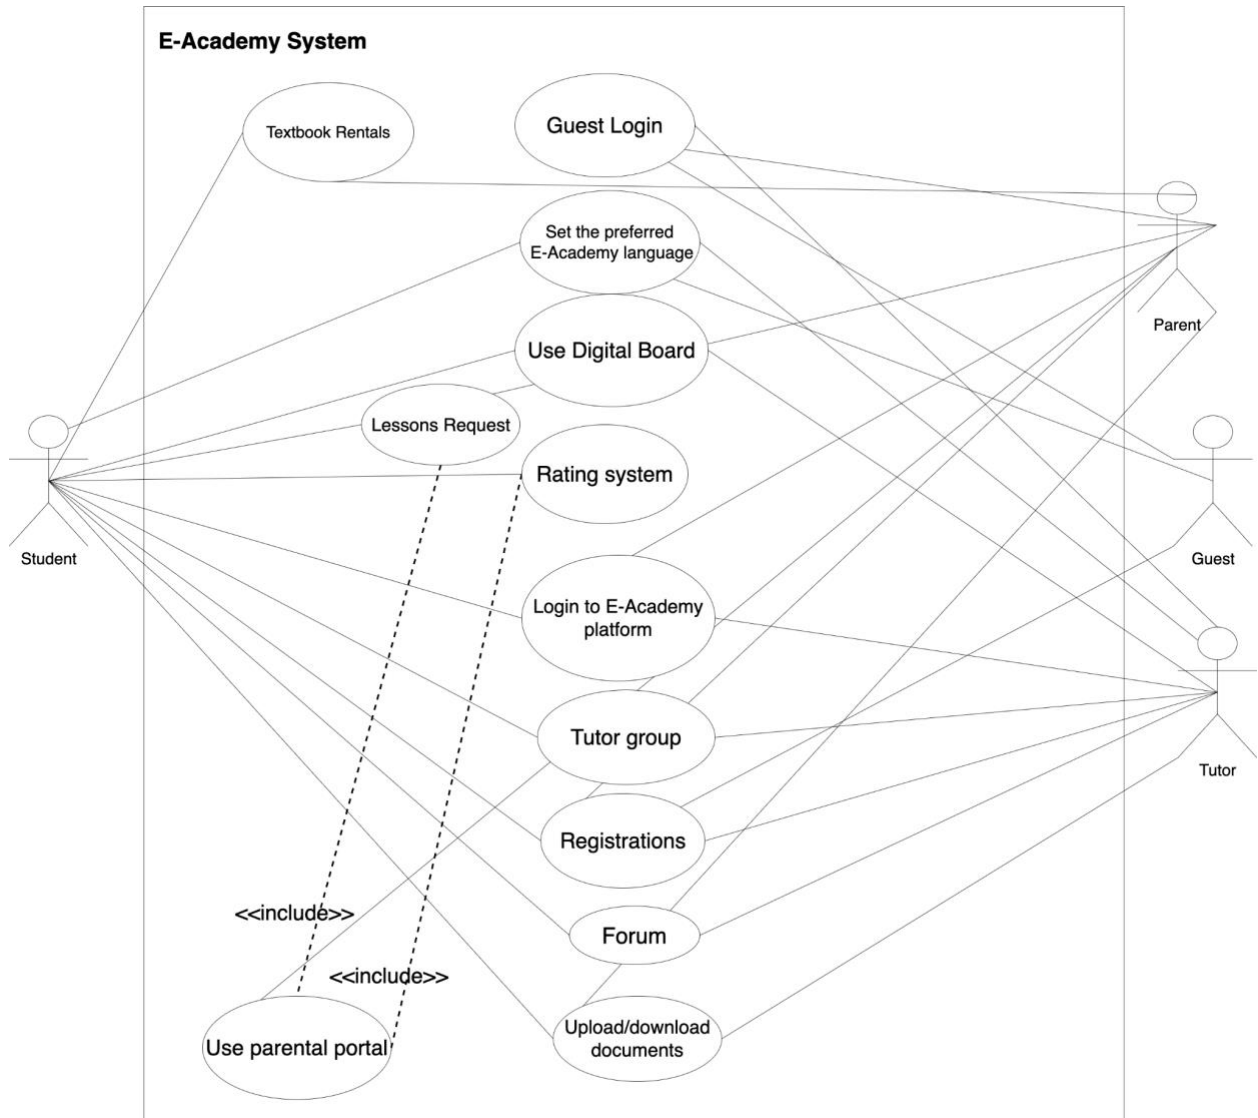 E-Academy System
Textbook Rentals
Guest Login
Set the preferred
E-Academy language
Use Digital Board
Lessons Request
Rating system
Login to E-Academy
platform
Tutor group
Registrations
Forum
Upload/download
documents
Use parental portal
<<include>>
<<include>>
Student
Parent
Guest
Tutor